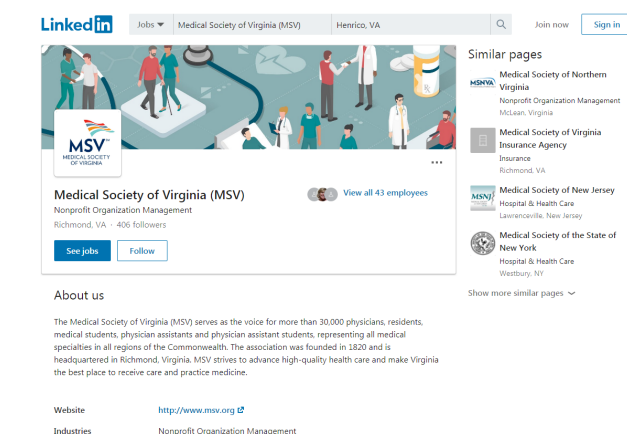 Linked in
Jobs
Medical Society of Virginia (MSV)
Henrico, VA
Join now
Sign in
MSV
MEDICAL SOCIETY
OF VIRGINIA
Medical Society of Virginia (MSV)
Nonprofit Organization Management
Richmond, VA · 406 followers
View all 43 employees
See jobs
Follow
About us
The Medical Society of Virginia (MSV) serves as the voice for more than 30,000 physicians, residents,
medical students, physician assistants and physician assistant students, representing all medical
specialties in all regions of the Commonwealth. The association was founded in 1820 and is
headquartered in Richmond, Virginia. MSV strives to advance high-quality health care and make Virginia
the best place to receive care and practice medicine.
Website
http://www.msv.org
Industries
Nonprofit Organization Management
Similar pages
MSNVA
Medical Society of Northern
Virginia
Nonprofit Organization Management
McLean, Virginia
Medical Society of Virginia
Insurance Agency
Insurance
Richmond, VA
MSNJ
Medical Society of New Jersey
Hospital & Health Care
Lawrenceville, New Jersey
Medical Society of the State of
New York
Hospital & Health Care
Westbury, NY
Show more similar pages